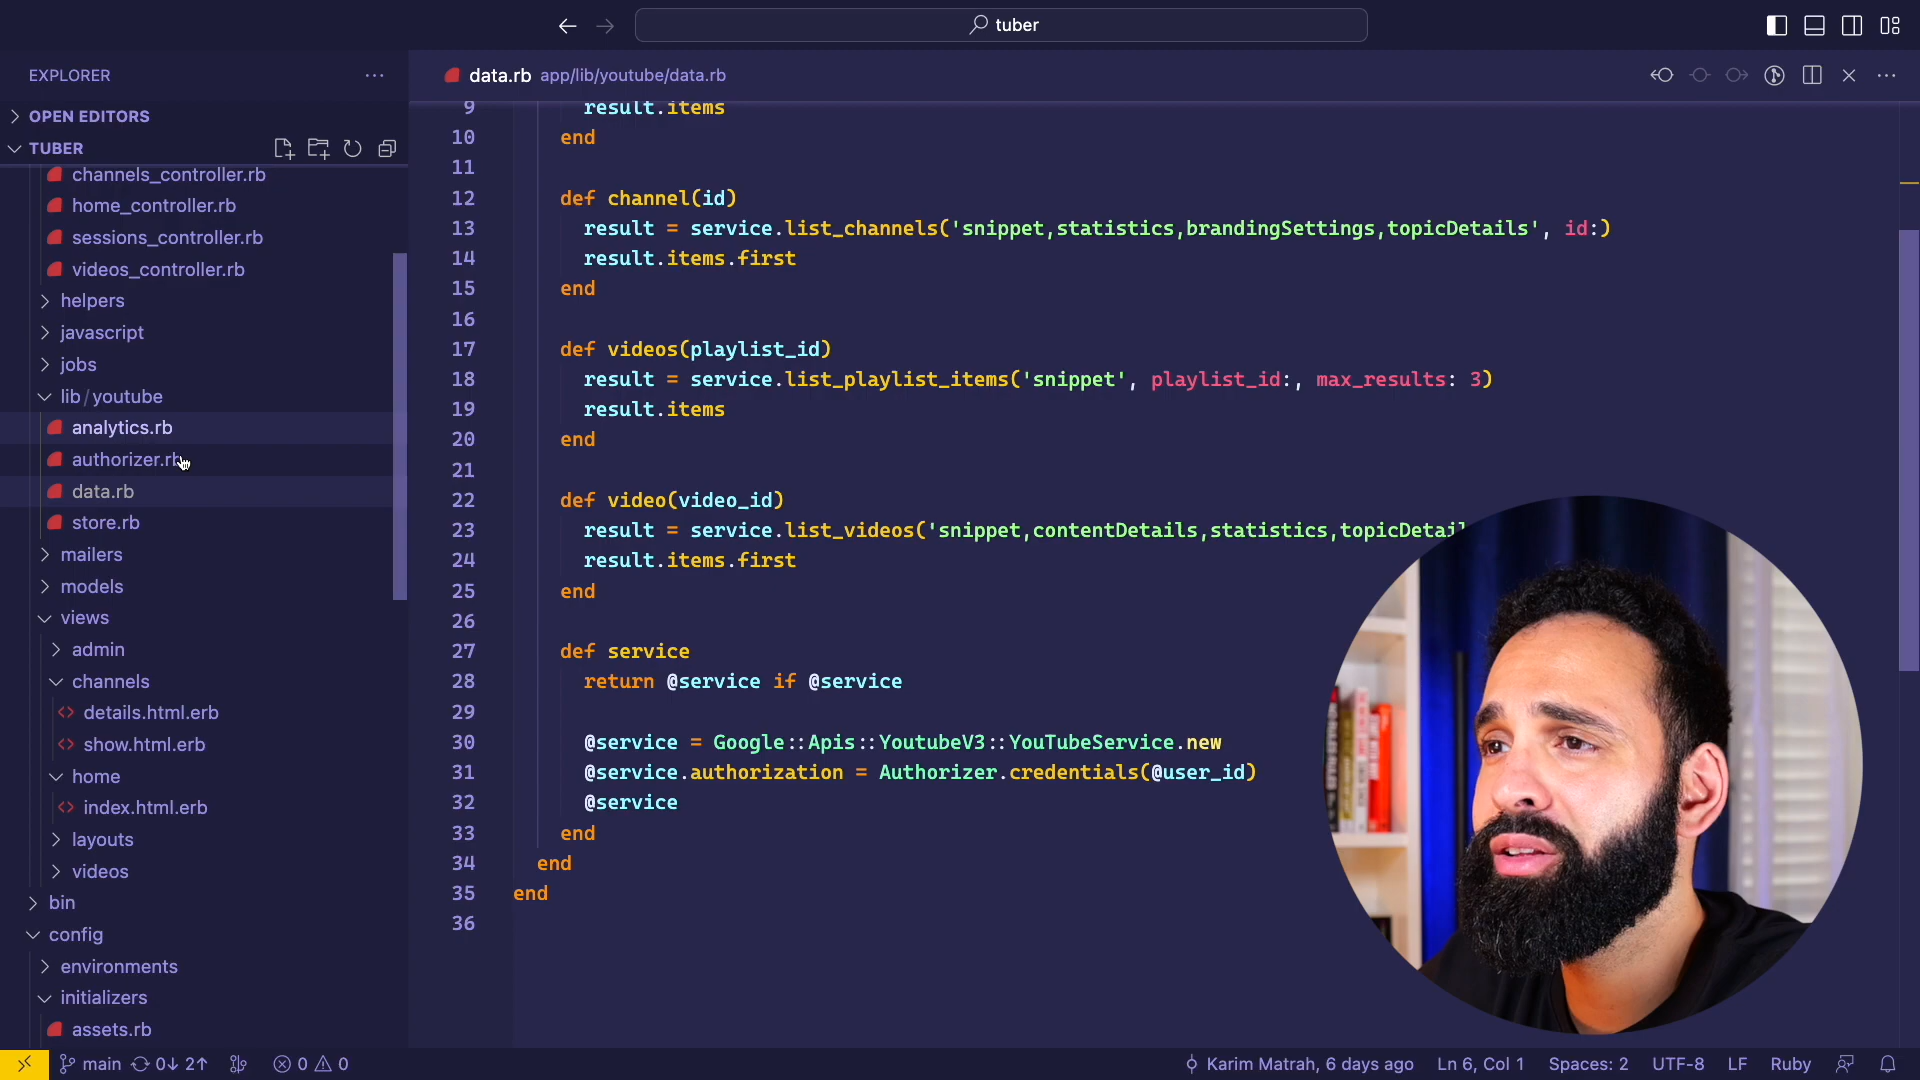 tuber
EXPLORER
OPEN EDITORS
TUBER
channels_controller.rb
home_controller.rb
sessions_controller.rb
videos_controller.rb
helpers
javascript
jobs
lib/youtube
analytics.rb
authorizer.rb
data.rb
store.rb
mailers
models
views
admin
channels
details.html.erb
show.html.erb
home
index.html.erb
layouts
videos
bin
config
environments
initializers
assets.rb
data.rb app/lib/youtube/data.rb
9 result.items
10 end
11
12 def channel(id)
13 result = service.list_channels('snippet,statistics,brandingSettings,topicDetails', id:)
14 result.items.first
15 end
16
17 def videos(playlist_id)
18 result = service.list_playlist_items('snippet', playlist_id:, max_results: 3)
19 result.items
20 end
21
22 def video(video_id)
23 result = service.list_videos('snippet,contentDetails,statistics,topicDetail
24 result.items.first
25 end
26
27 def service
28 return @service if @service
29
30 @service = Google::Apis::YoutubeV3::YouTubeService.new
31 @service.authorization = Authorizer.credentials(@user_id)
32 @service
33 end
34 end
35 end
36
main 0↓ 2↑ 0 0 Karim Matrah, 6 days ago Ln 6, Col 1 Spaces: 2 UTF-8 LF Ruby